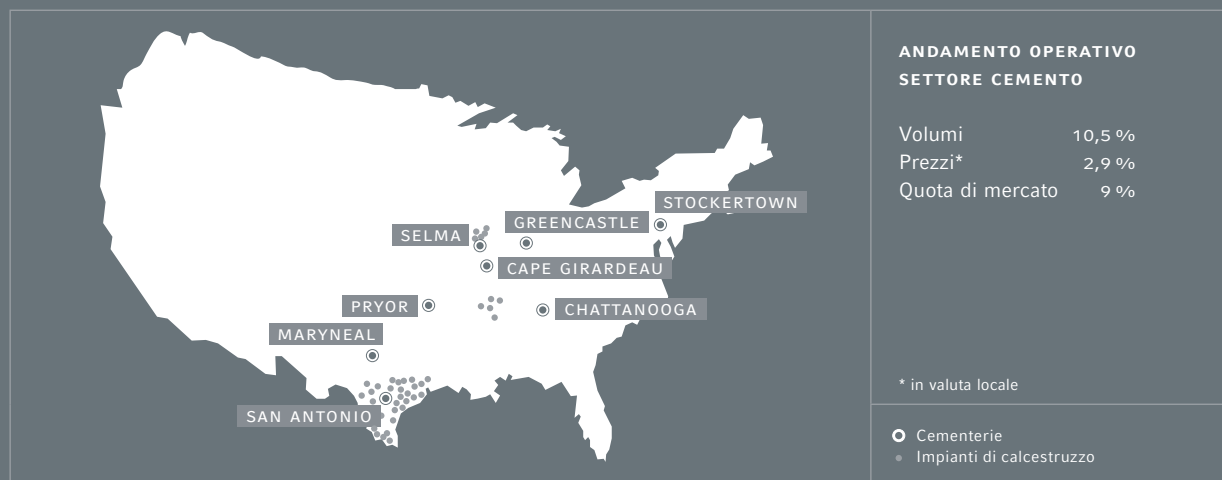 STOCKERTOWN
GREENCASTLE
SELMA
CAPE GIRARDEAU
PRYOR
CHATTANOOGA
MARYNEAL
SAN ANTONIO
ANDAMENTO OPERATIVO
SETTORE CEMENTO
Volumi 10,5 %
Prezzi* 2,9 %
Quota di mercato 9 %
* in valuta locale
Cementerie
Impianti di calcestruzzo